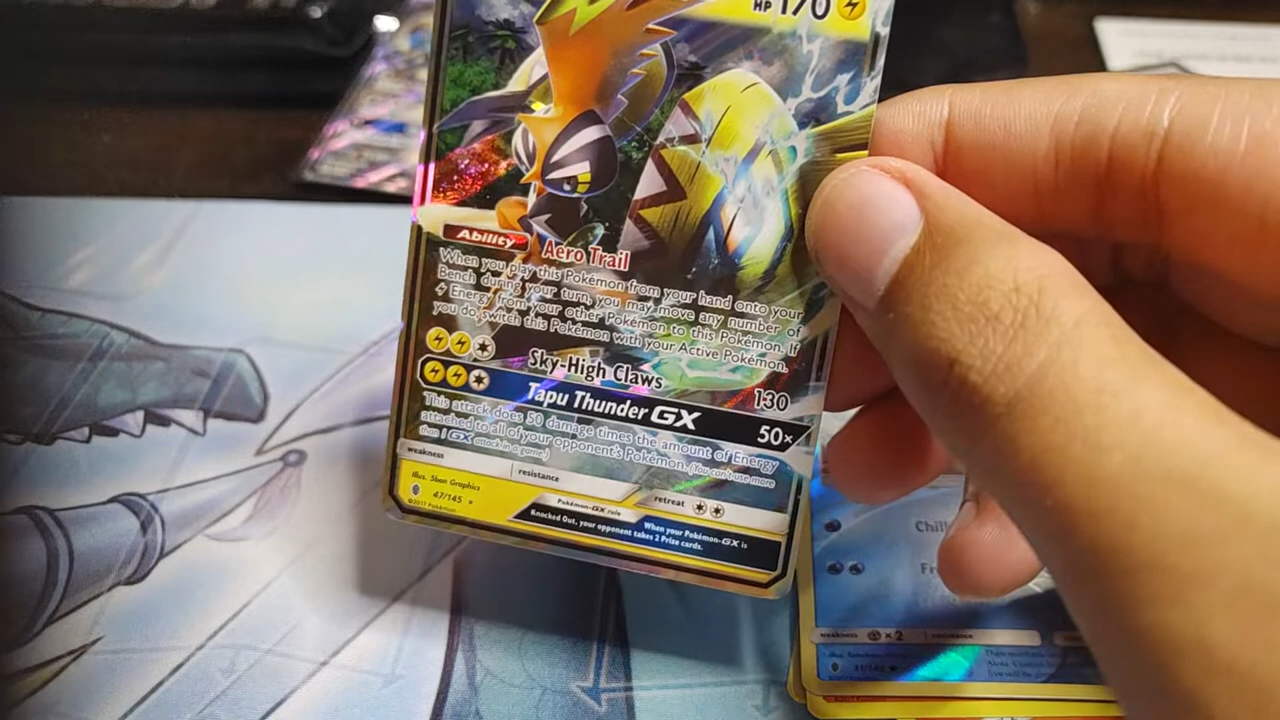 HP 170
Ability Aero Trail
When you play this Pokémon from your hand onto your
Bench during your turn, you may move any number of
Energy from your other Pokémon to this Pokémon. If
you do, switch this Pokémon with your Active Pokémon.
Sky-High Claws 130
Tapu Thunder GX 50×
This attack does 50 damage times the amount of Energy
attached to all of your opponent's Pokémon. (You can't use more
than 1 GX attack in a game.)
weakness resistance retreat
Illus. 5ban Graphics
47/145
©2017 Pokémon
Pokémon-GX rule When your Pokémon-GX is
Knocked Out, your opponent takes 2 Prize cards.
Chill
Fr
weakness ×2 resistance
31/145